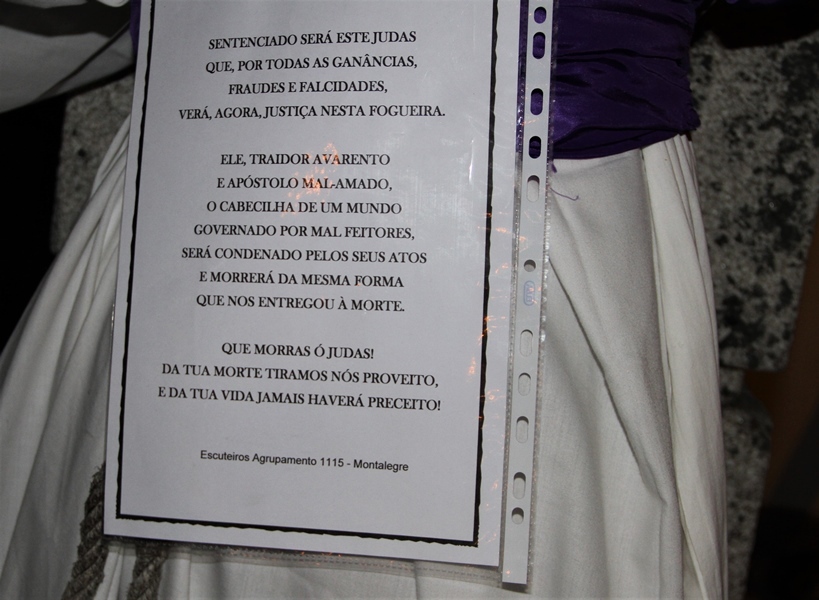 SENTENCIADO SERÁ ESTE JUDAS
QUE, POR TODAS AS GANÂNCIAS,
FRAUDES E FALCIDADES,
VERÁ, AGORA, JUSTIÇA NESTA FOGUEIRA.
ELE, TRAIDOR AVARENTO
E APÓSTOLO MAL-AMADO,
O CABECILHA DE UM MUNDO
GOVERNADO POR MAL FEITORES,
SERÁ CONDENADO PELOS SEUS ATOS
E MORRERÁ DA MESMA FORMA
QUE NOS ENTREGOU À MORTE.
QUE MORRAS Ó JUDAS!
DA TUA MORTE TIRAMOS NÓS PROVEITO,
E DA TUA VIDA JAMAIS HAVERÁ PRECEITO!
Escuteiros Agrupamento 1115 - Montalegre